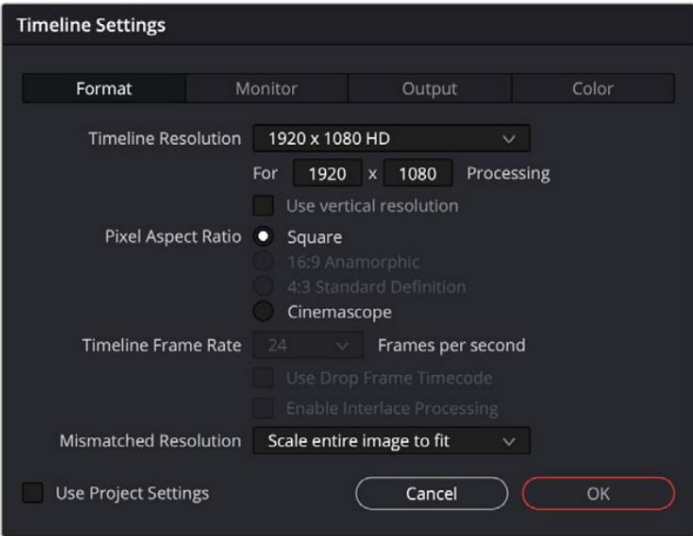 Timeline Settings
Format Monitor Output Color
Timeline Resolution 1920 x 1080 HD
For 1920 x 1080 Processing
Use vertical resolution
Pixel Aspect Ratio Square
16:9 Anamorphic
4:3 Standard Definition
Cinemascope
Timeline Frame Rate 24 Frames per second
Use Drop Frame Timecode
Enable Interlace Processing
Mismatched Resolution Scale entire image to fit
Use Project Settings Cancel OK